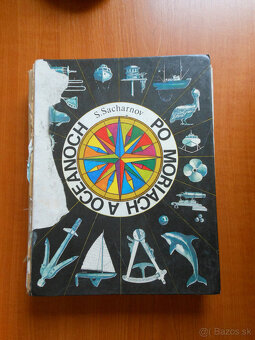 S. Sacharnov
PO MORIACH A OCEÁNOCH
© Bazos.sk